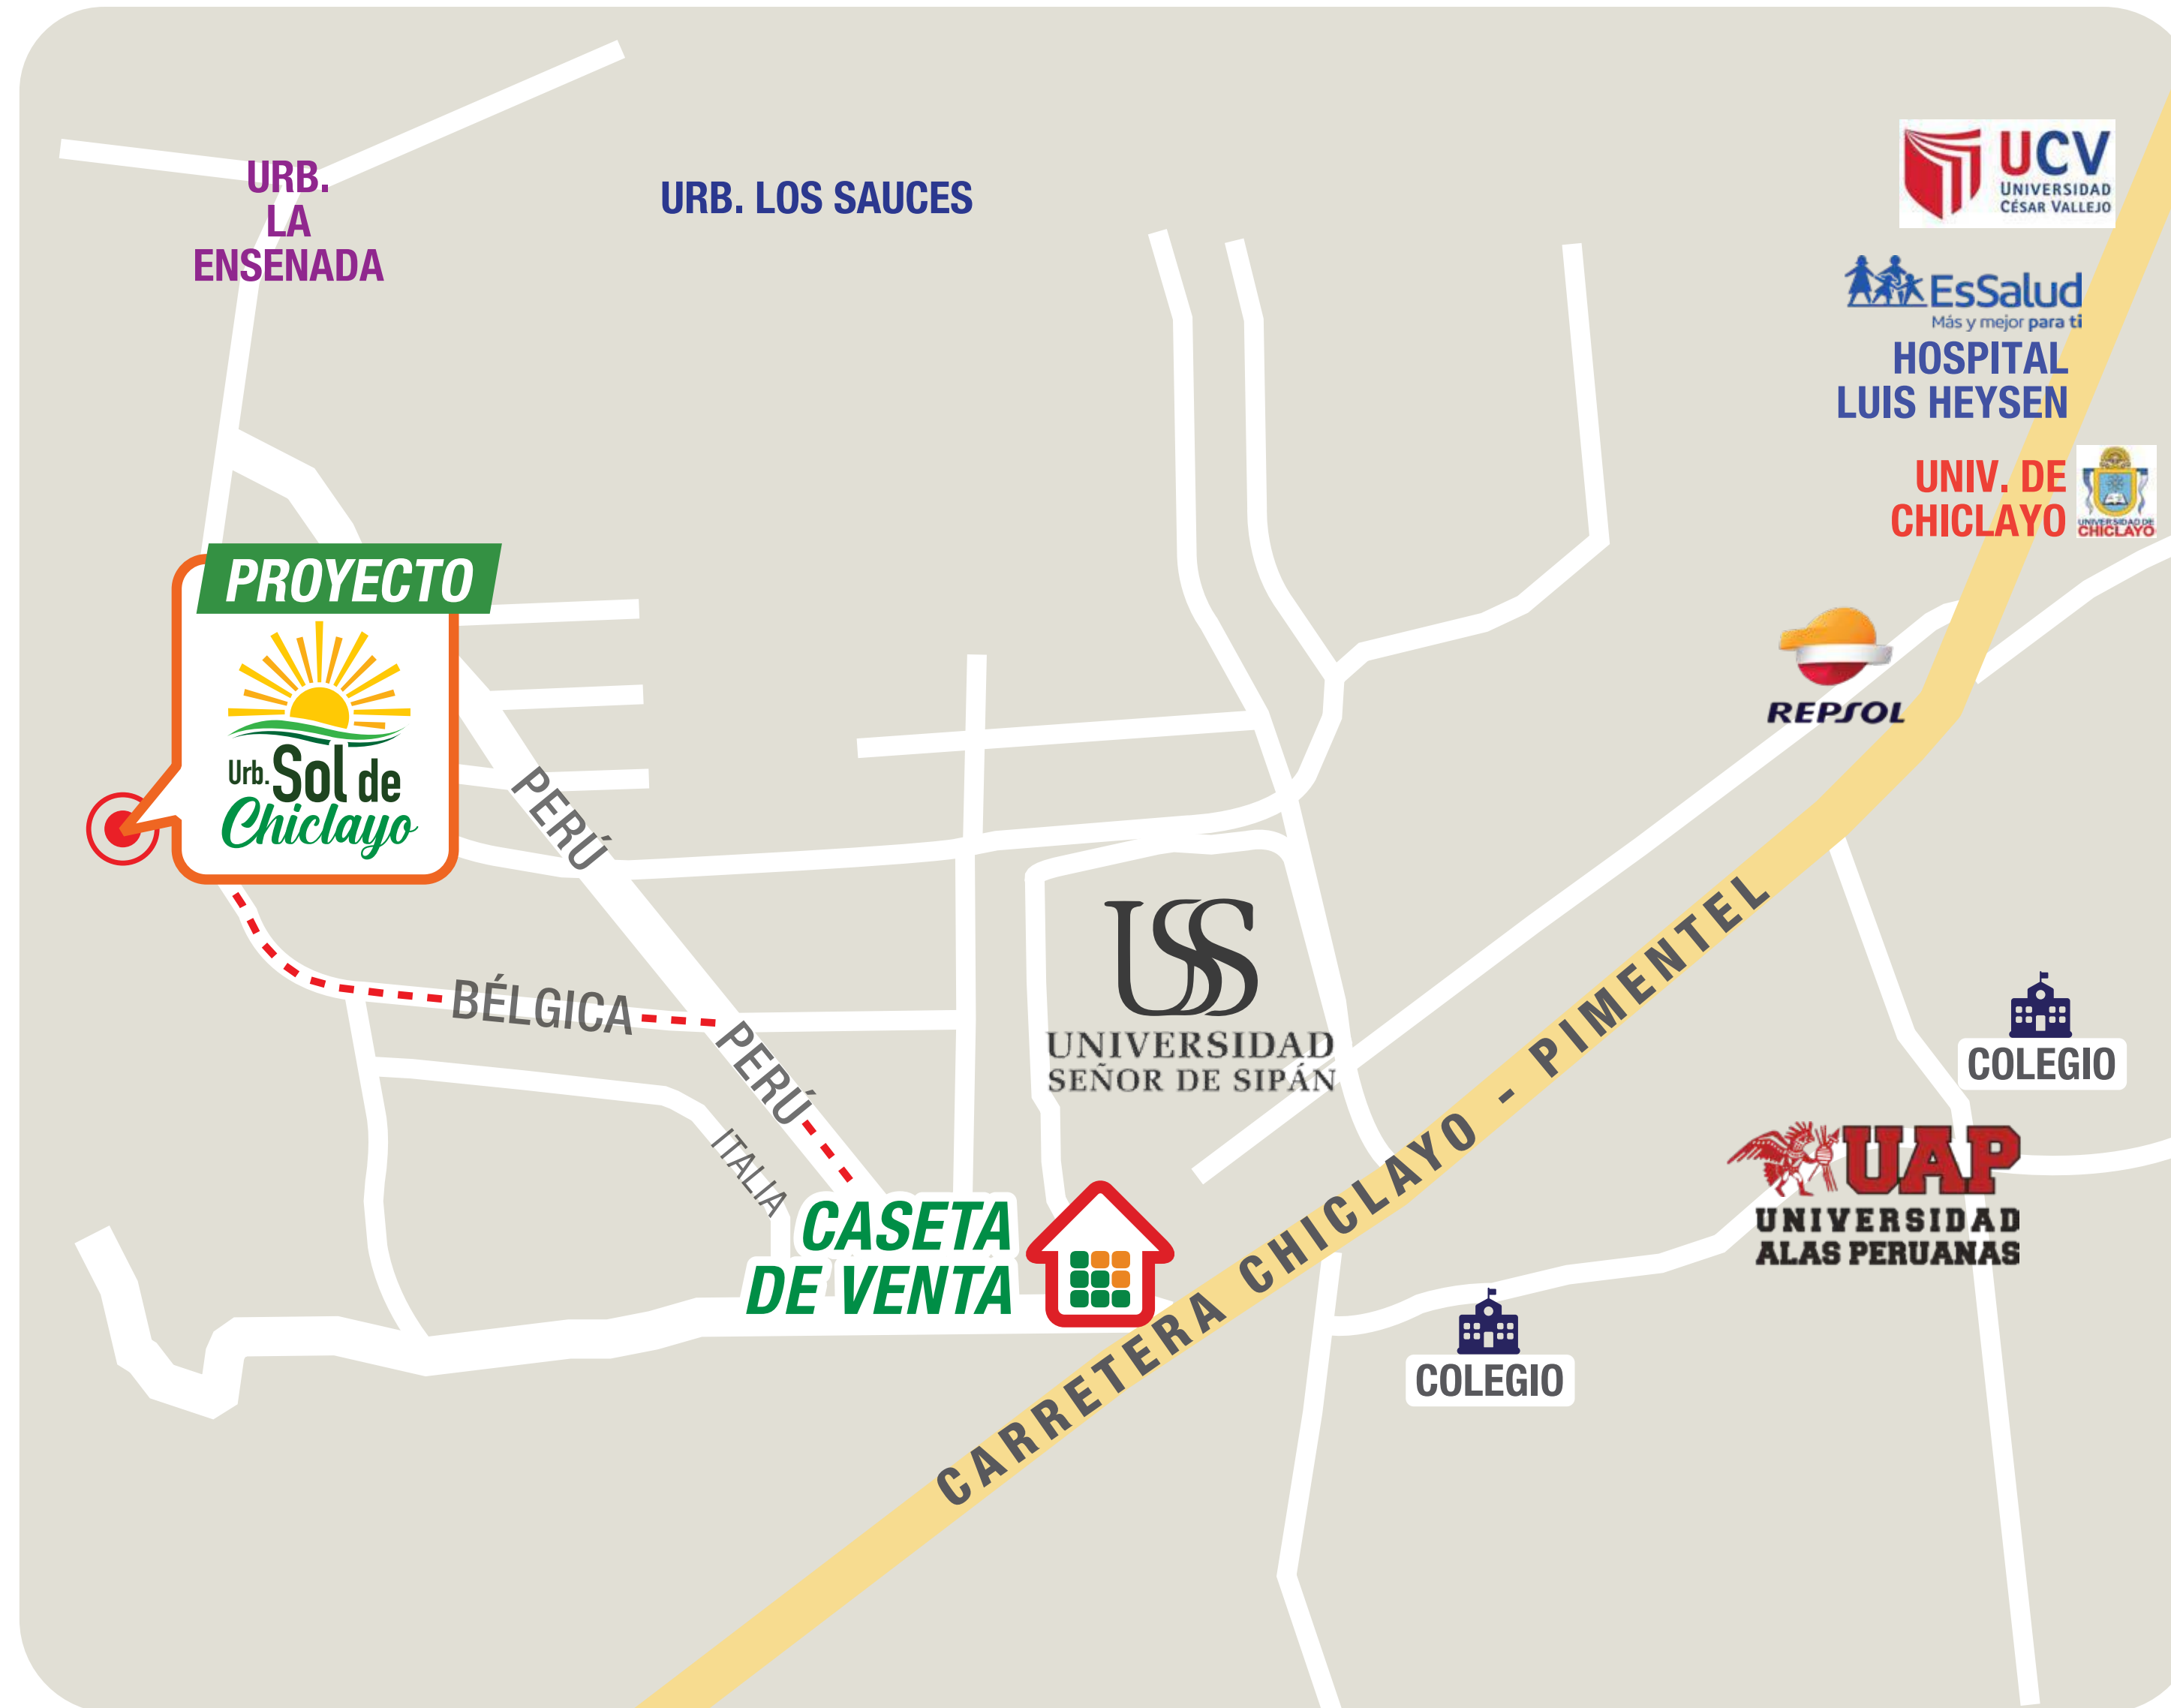 URB.
LA
ENSENADA
URB. LOS SAUCES
UCV
UNIVERSIDAD
CÉSAR VALLEJO
EsSalud
Más y mejor para ti
HOSPITAL
LUIS HEYSEN
UNIV. DE
CHICLAYO
UNIVERSIDAD DE
CHICLAYO
PROYECTO
Urb. Sol de
Chiclayo
REPSOL
PERÚ
BÉLGICA
PERÚ
ITALIA
USS
UNIVERSIDAD
SEÑOR DE SIPÁN
CARRETERA CHICLAYO - PIMENTEL
COLEGIO
UAP
UNIVERSIDAD
ALAS PERUANAS
CASETA
DE VENTA
COLEGIO